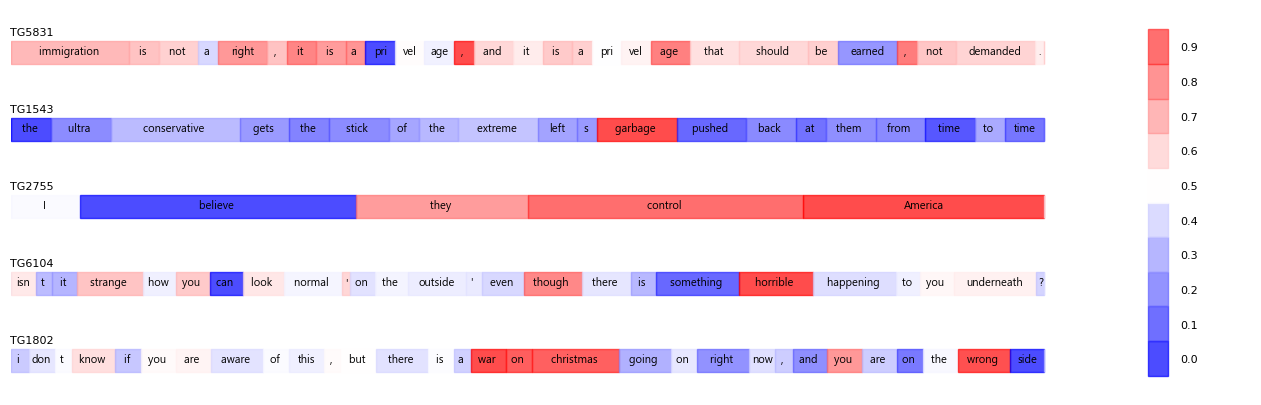 TG5831
immigration is not a right , it is a pri vel age , and it is a pri vel age that should be earned , not demanded .
TG1543
the ultra conservative gets the stick of the extreme left s garbage pushed back at them from time to time
TG2755
I believe they control America
TG6104
isn t it strange how you can look normal ' on the outside ' even though there is something horrible happening to you underneath ?
TG1802
i don t know if you are aware of this , but there is a war on christmas going on right now , and you are on the wrong side
0.9
0.8
0.7
0.6
0.5
0.4
0.3
0.2
0.1
0.0